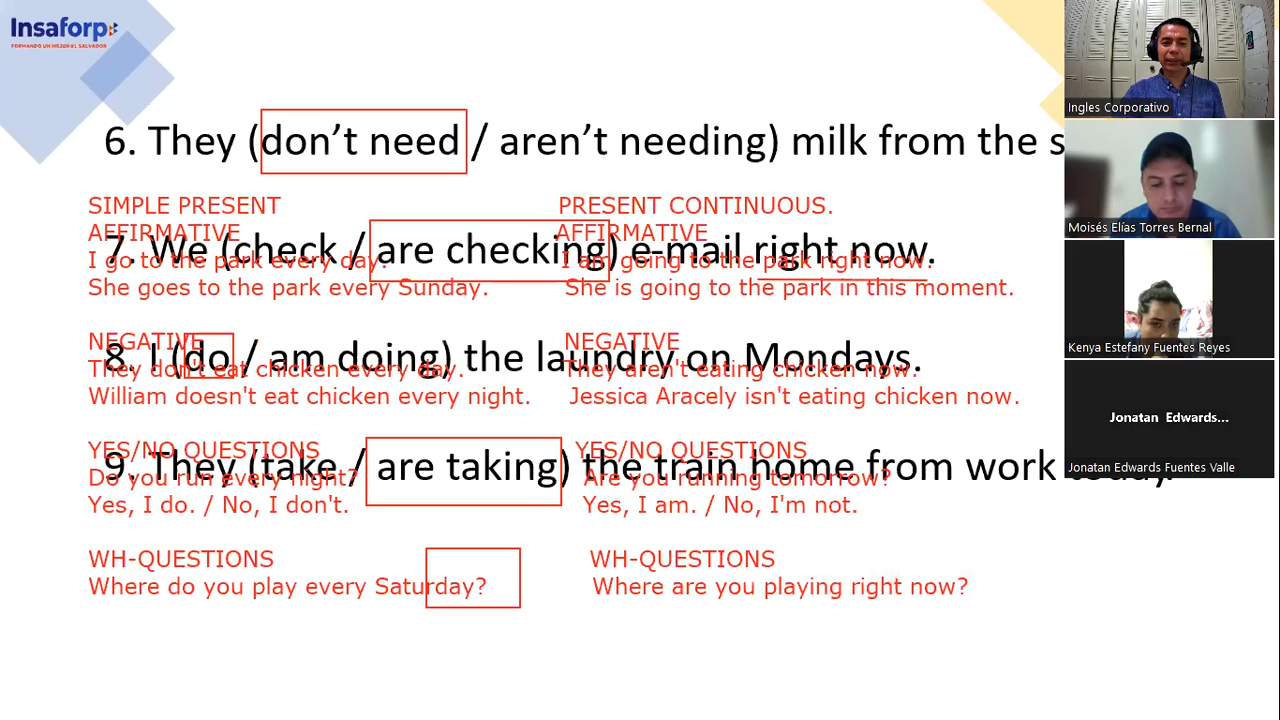 Insaforp
FORMANDO UN MEJOR EL SALVADOR
6. They (don't need / aren't needing) milk from the s
SIMPLE PRESENT
PRESENT CONTINUOUS.
AFFIRMATIVE
AFFIRMATIVE
7. We (check / are checking) e-mail right now.
I go to the park every day.
I am going to the park right now.
She goes to the park every Sunday.
She is going to the park in this moment.
NEGATIVE
NEGATIVE
8. I (do / am doing) the laundry on Mondays.
They don't eat chicken every day.
They aren't eating chicken now.
William doesn't eat chicken every night.
Jessica Aracely isn't eating chicken now.
YES/NO QUESTIONS
YES/NO QUESTIONS
9. They (take / are taking) the train home from work today.
Do you run every night?
Are you running tomorrow?
Yes, I do. / No, I don't.
Yes, I am. / No, I'm not.
WH-QUESTIONS
WH-QUESTIONS
Where do you play every Saturday?
Where are you playing right now?
Ingles Corporativo
Moisés Elías Torres Bernal
Kenya Estefany Fuentes Reyes
Jonatan Edwards...
Jonatan Edwards Fuentes Valle